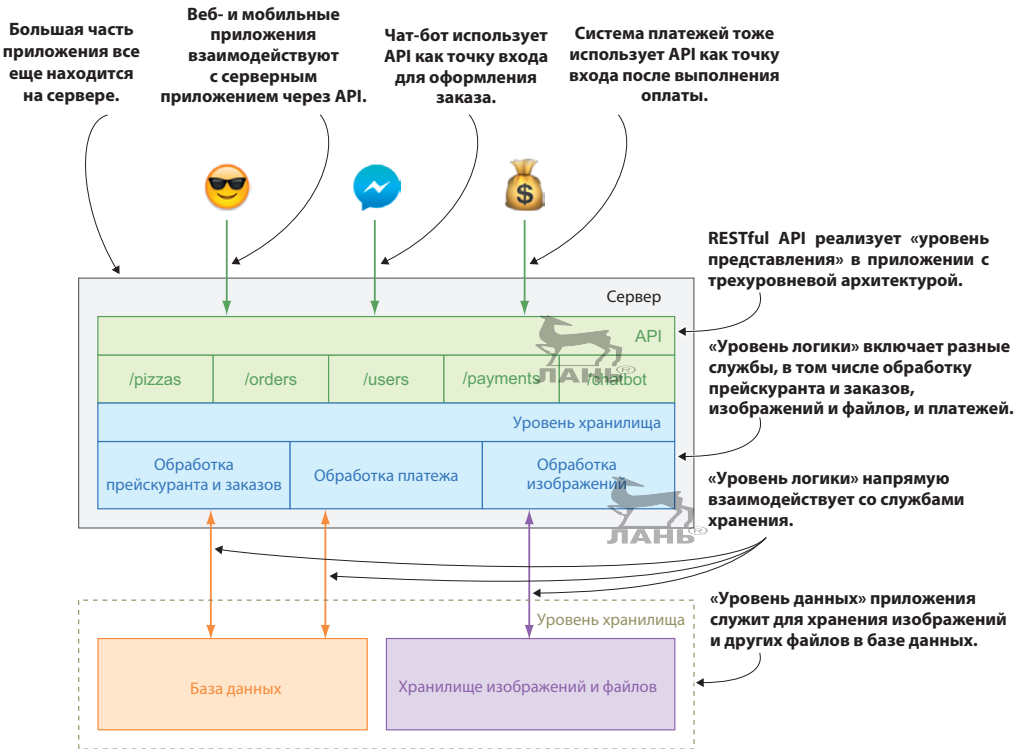 Большая часть
приложения все
еще находится
на сервере.
Веб- и мобильные
приложения
взаимодействуют
с серверным
приложением через API.
Чат-бот использует
API как точку входа
для оформления
заказа.
Система платежей тоже
использует API как точку
входа после выполнения
оплаты.
$
RESTful API реализует «уровень
представления» в приложении с
трехуровневой архитектурой.
Сервер
API
/pizzas
/orders
/users
/payments
/chatbot
ЛАНЬ®
«Уровень логики» включает разные
службы, в том числе обработку
прейскуранта и заказов,
изображений и файлов, и платежей.
Уровень хранилища
Обработка
прейскуранта и заказов
Обработка платежа
Обработка
изображений
ЛАНЬ®
«Уровень логики» напрямую
взаимодействует со службами
хранения.
«Уровень данных» приложения
служит для хранения изображений
и других файлов в базе данных.
Уровень хранилища
База данных
Хранилище изображений и файлов